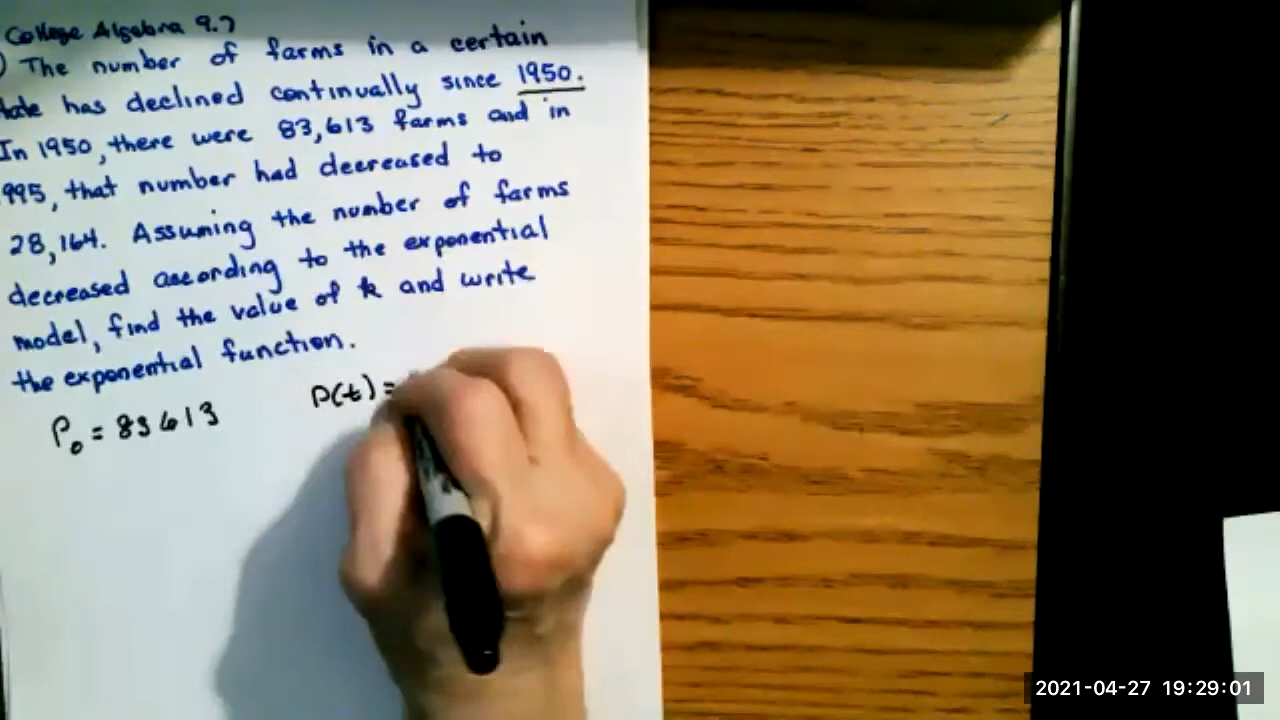 College Algebra 9.7
) The number of farms in a certain
tate has declined continually since 1950.
In 1950, there were 83,613 farms and in
995, that number had decreased to
28,164. Assuming the number of farms
decreased according to the exponential
model, find the value of k and write
the exponential function.
P(t) =
P₀ = 83613
2021-04-27 19:29:01